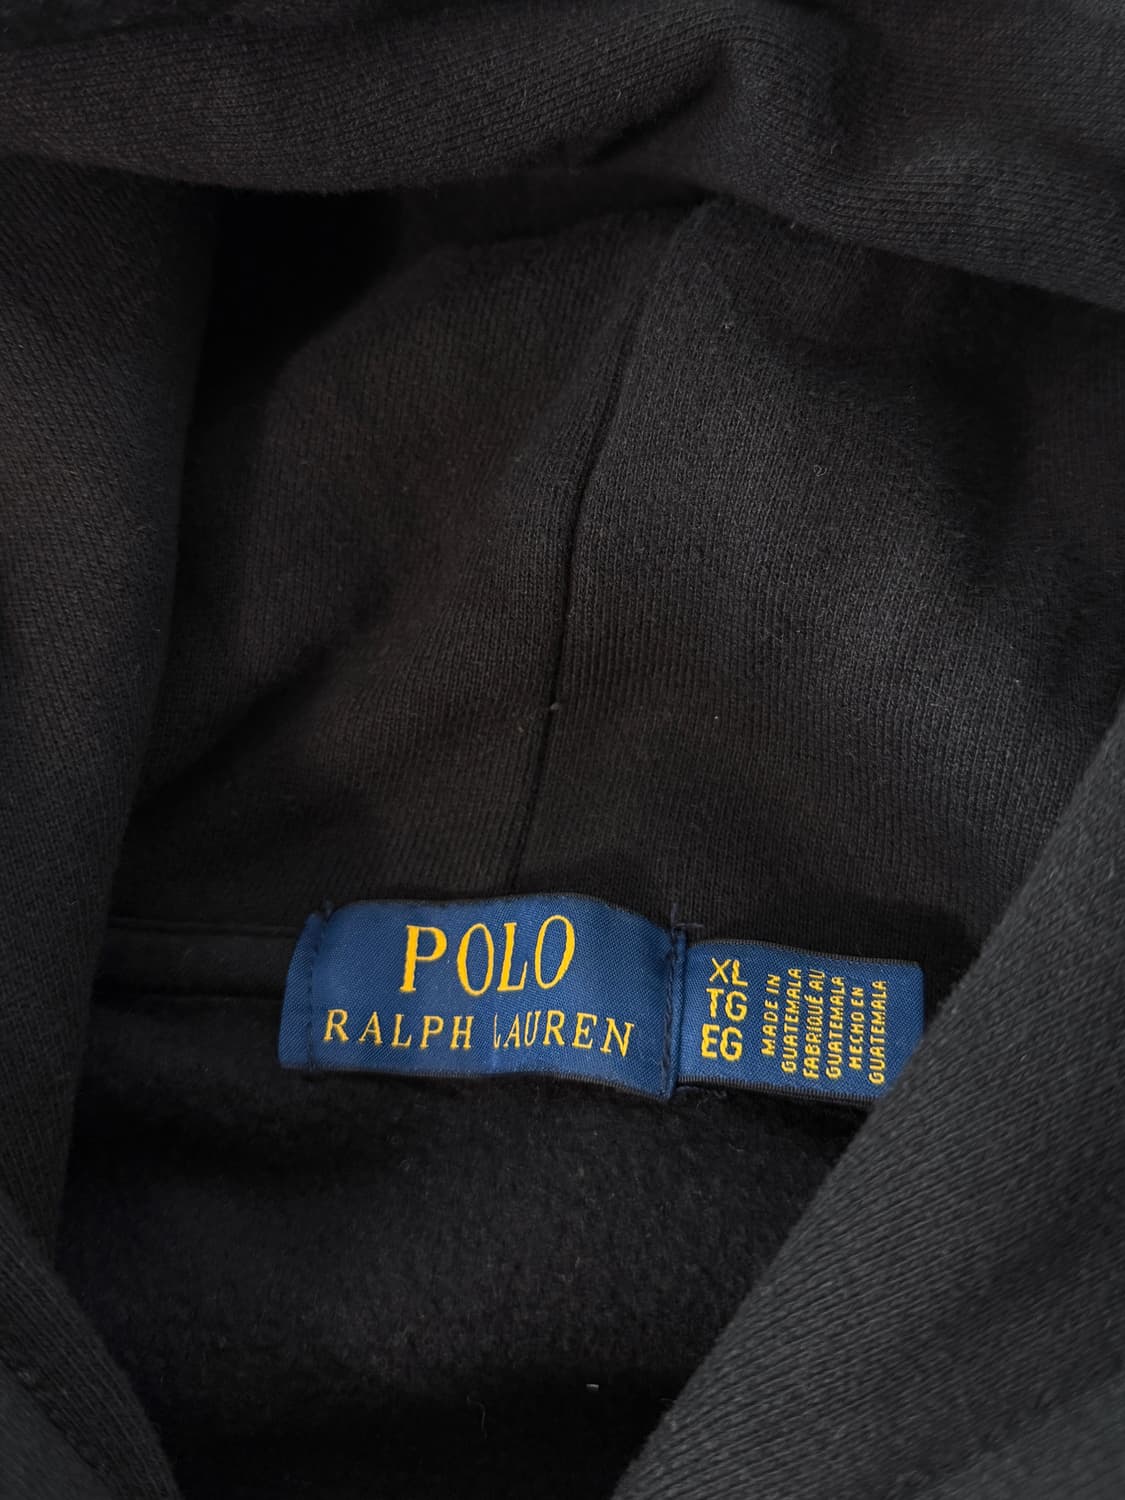 POLO
RALPH LAUREN
XL
TG
EG
MADE IN
GUATEMALA
FABRIQUÉ AU
GUATEMALA
HECHO EN
GUATEMALA